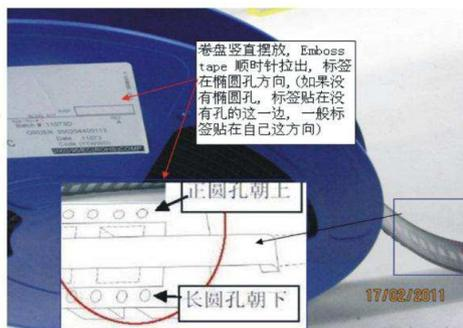 卷盘竖直摆放, Emboss
tape 顺时针拉出, 标签
在椭圆孔方向,(如果没
有椭圆孔, 标签贴在没
有孔的这一边, 一般标
签贴在自己这方向)
正圆孔朝上
长圆孔朝下
17/02/2011